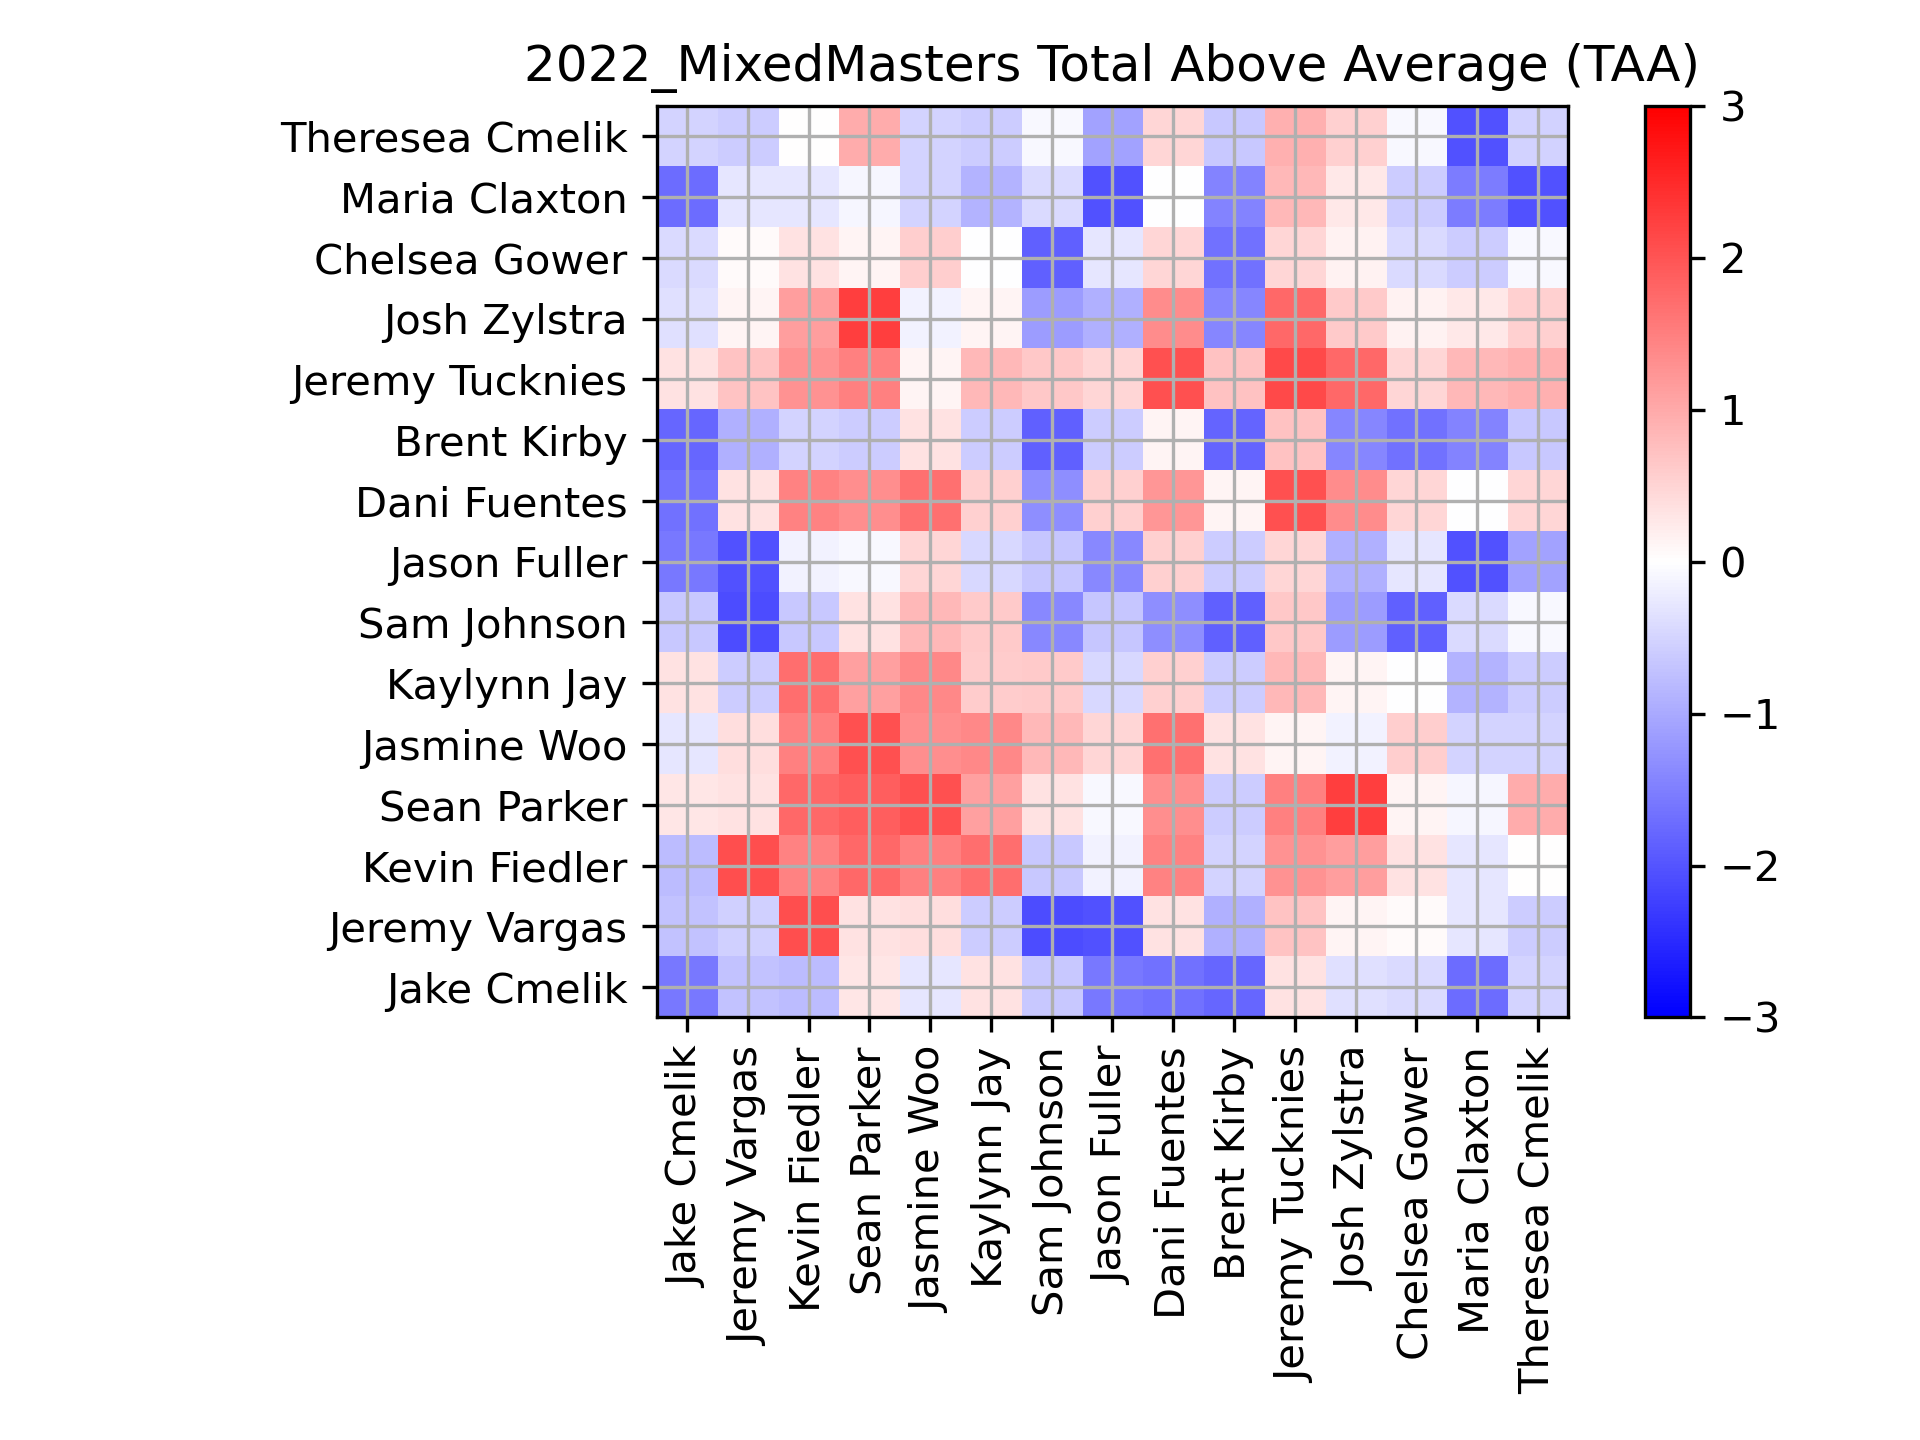 2022_MixedMasters Total Above Average (TAA)
Theresea Cmelik
Maria Claxton
Chelsea Gower
Josh Zylstra
Jeremy Tucknies
Brent Kirby
Dani Fuentes
Jason Fuller
Sam Johnson
Kaylynn Jay
Jasmine Woo
Sean Parker
Kevin Fiedler
Jeremy Vargas
Jake Cmelik
Jake Cmelik
Jeremy Vargas
Kevin Fiedler
Sean Parker
Jasmine Woo
Kaylynn Jay
Sam Johnson
Jason Fuller
Dani Fuentes
Brent Kirby
Jeremy Tucknies
Josh Zylstra
Chelsea Gower
Maria Claxton
Theresea Cmelik
3
2
1
0
−1
−2
−3